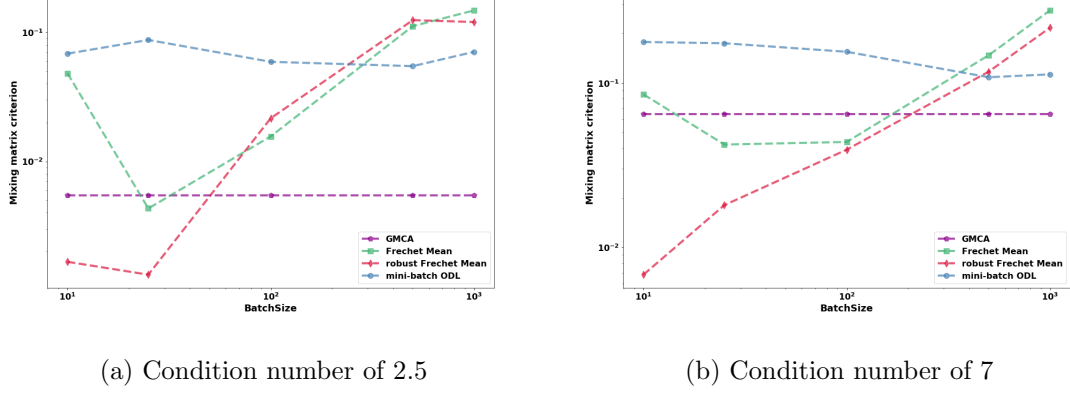 Mixing matrix criterion
10⁻¹
10⁻²
10¹
10²
10³
BatchSize
GMCA
Frechet Mean
robust Frechet Mean
mini-batch ODL
(a) Condition number of 2.5
Mixing matrix criterion
10⁻¹
10⁻²
10¹
10²
10³
BatchSize
GMCA
Frechet Mean
robust Frechet Mean
mini-batch ODL
(b) Condition number of 7